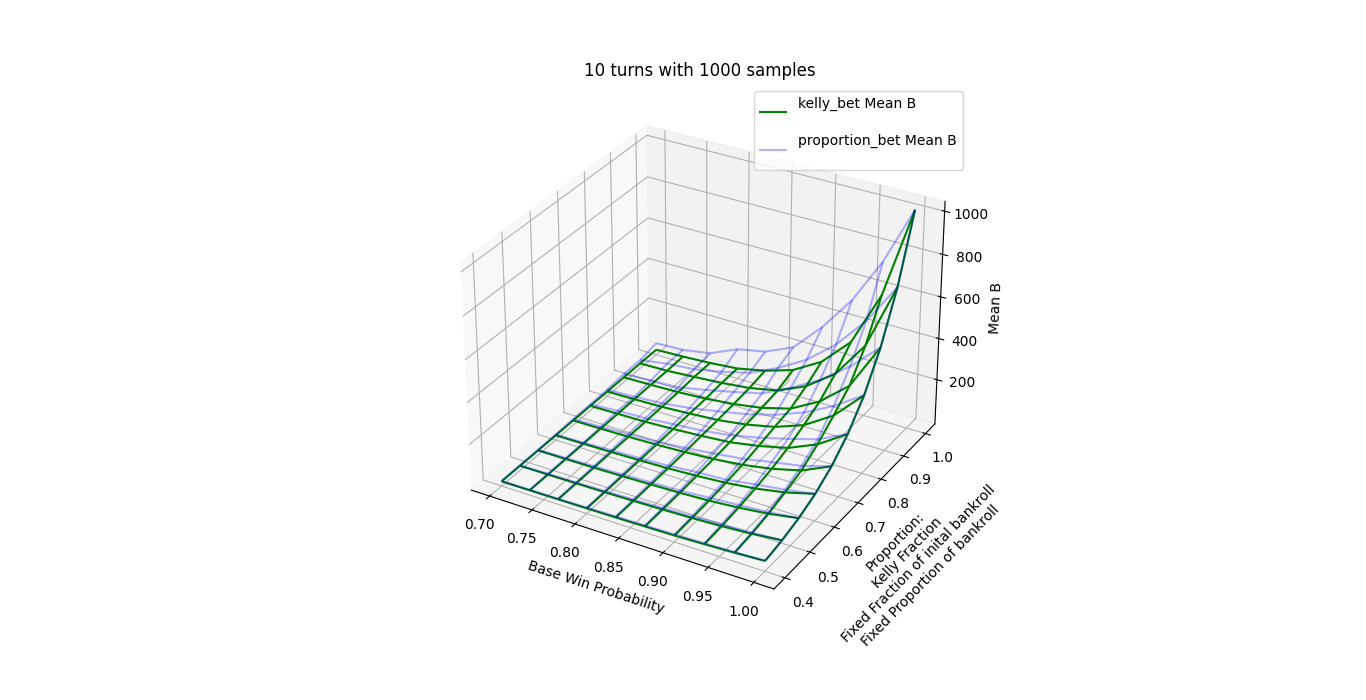 10 turns with 1000 samples
kelly_bet Mean B
proportion_bet Mean B
1000
800
600
400
200
Mean B
0.70
0.75
0.80
0.85
0.90
0.95
1.00
Base Win Probability
0.4
0.5
0.6
0.7
0.8
0.9
1.0
Proportion:
Kelly Fraction
Fixed Fraction of inital bankroll
Fixed Proportion of bankroll